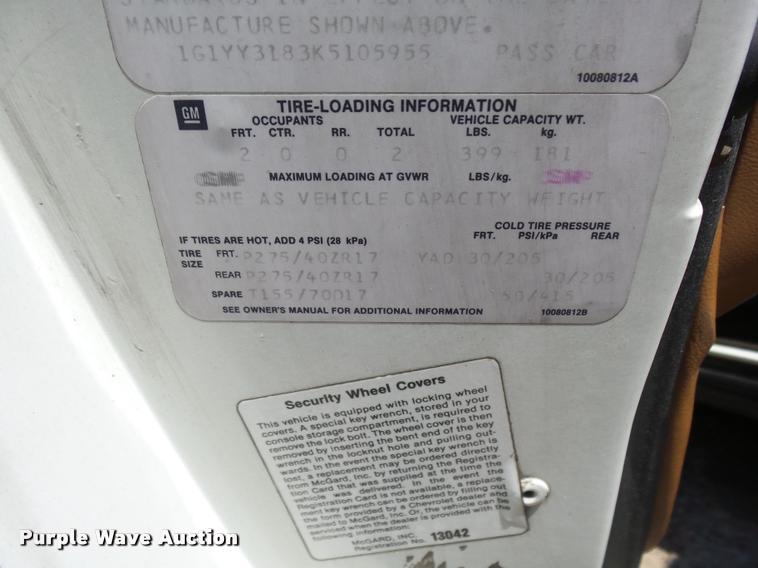 STANDARDS IN EFFECT ON THE DATE OF
MANUFACTURE SHOWN ABOVE.
1G1YY3183K5105955 PASS CAR
10080812A
GM TIRE-LOADING INFORMATION
OCCUPANTS VEHICLE CAPACITY WT.
FRT. CTR. RR. TOTAL LBS. kg.
2 0 0 2 399 181
MAXIMUM LOADING AT GVWR LBS/kg.
SAME AS VEHICLE CAPACITY WEIGHT
COLD TIRE PRESSURE
IF TIRES ARE HOT, ADD 4 PSI (28 kPa) FRT. PSI/kPa REAR
TIRE SIZE FRT. P275/40ZR17 YAD 30/205
REAR P275/40ZR17 30/205
SPARE T155/70D17 60/415
SEE OWNER'S MANUAL FOR ADDITIONAL INFORMATION 10080812B
Security Wheel Covers
This vehicle is equipped with locking wheel
covers. A special key wrench, stored in your
console storage compartment, is required to
remove the lock bolt. The wheel cover is then
removed by inserting the bent end of the key
wrench in the locknut hole and pulling out-
wards. In the event the special key wrench is
lost, a replacement may be ordered directly
from McGard, Inc. by returning the Registra-
tion Card that was supplied at the time the
vehicle was delivered. In the event the
Registration Card is not available, a replace-
ment key wrench can be ordered by filling out
the form provided by a Chevrolet dealer and
mailed to McGard, Inc. Or, the vehicle can be
serviced when the dealer is provided with the
following information:
McGARD, INC.
Registration No. 13042
Purple Wave Auction